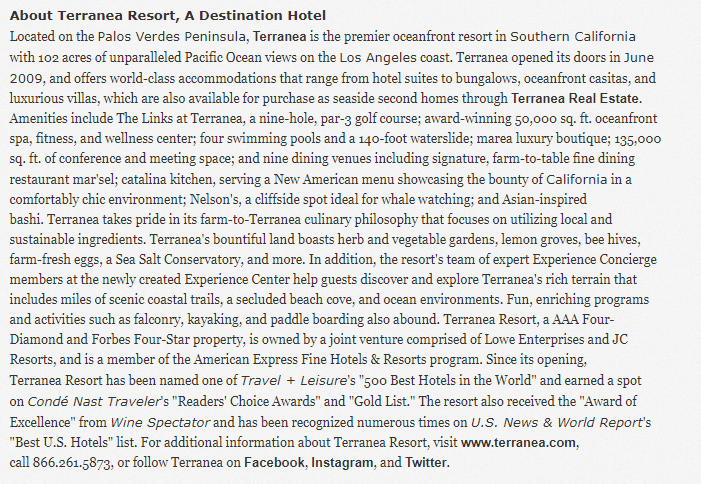 About Terranea Resort, A Destination Hotel
Located on the Palos Verdes Peninsula, Terranea is the premier oceanfront resort in Southern California
with 102 acres of unparalleled Pacific Ocean views on the Los Angeles coast. Terranea opened its doors in June
2009, and offers world-class accommodations that range from hotel suites to bungalows, oceanfront casitas, and
luxurious villas, which are also available for purchase as seaside second homes through Terranea Real Estate.
Amenities include The Links at Terranea, a nine-hole, par-3 golf course; award-winning 50,000 sq. ft. oceanfront
spa, fitness, and wellness center; four swimming pools and a 140-foot waterslide; marea luxury boutique; 135,000
sq. ft. of conference and meeting space; and nine dining venues including signature, farm-to-table fine dining
restaurant mar'sel; catalina kitchen, serving a New American menu showcasing the bounty of California in a
comfortably chic environment; Nelson's, a cliffside spot ideal for whale watching; and Asian-inspired
bashi. Terranea takes pride in its farm-to-Terranea culinary philosophy that focuses on utilizing local and
sustainable ingredients. Terranea's bountiful land boasts herb and vegetable gardens, lemon groves, bee hives,
farm-fresh eggs, a Sea Salt Conservatory, and more. In addition, the resort's team of expert Experience Concierge
members at the newly created Experience Center help guests discover and explore Terranea's rich terrain that
includes miles of scenic coastal trails, a secluded beach cove, and ocean environments. Fun, enriching programs
and activities such as falconry, kayaking, and paddle boarding also abound. Terranea Resort, a AAA Four-
Diamond and Forbes Four-Star property, is owned by a joint venture comprised of Lowe Enterprises and JC
Resorts, and is a member of the American Express Fine Hotels & Resorts program. Since its opening,
Terranea Resort has been named one of Travel + Leisure's "500 Best Hotels in the World" and earned a spot
on Condé Nast Traveler's "Readers' Choice Awards" and "Gold List." The resort also received the "Award of
Excellence" from Wine Spectator and has been recognized numerous times on U.S. News & World Report's
"Best U.S. Hotels" list. For additional information about Terranea Resort, visit www.terranea.com,
call 866.261.5873, or follow Terranea on Facebook, Instagram, and Twitter.